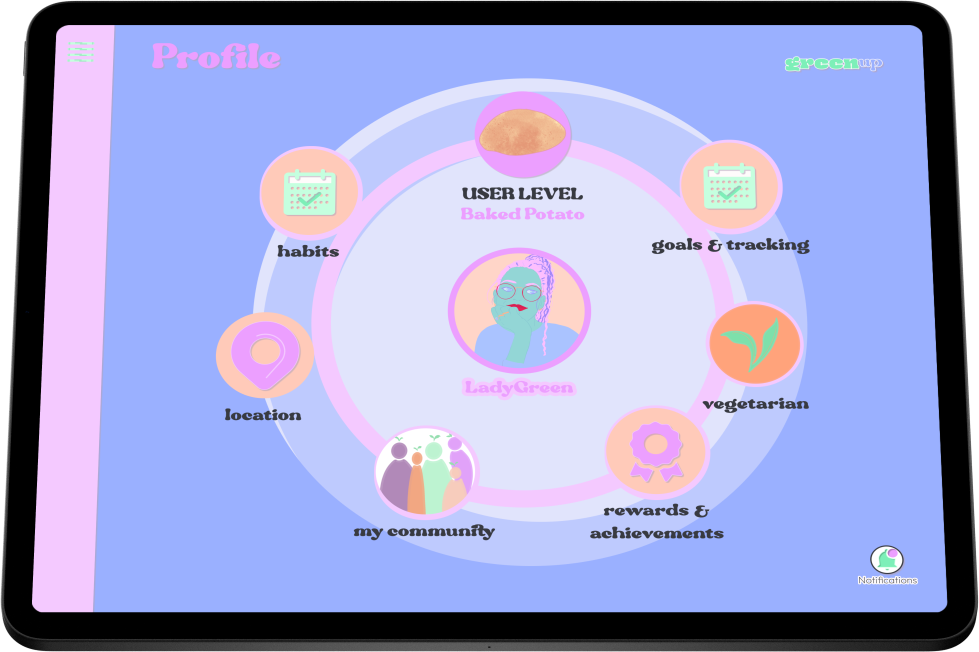 Profile
greenup
USER LEVEL
Baked Potato
habits
goals & tracking
LadyGreen
location
vegetarian
my community
rewards &
achievements
Notifications